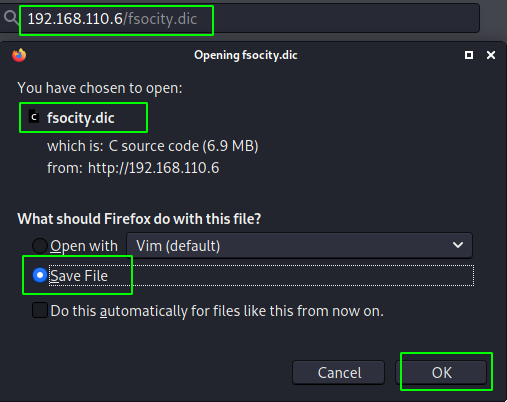 192.168.110.6/fsocity.dic
Opening fsocity.dic
You have chosen to open:
fsocity.dic
which is: C source code (6.9 MB)
from: http://192.168.110.6
What should Firefox do with this file?
Open with Vim (default)
Save File
Do this automatically for files like this from now on.
Cancel OK